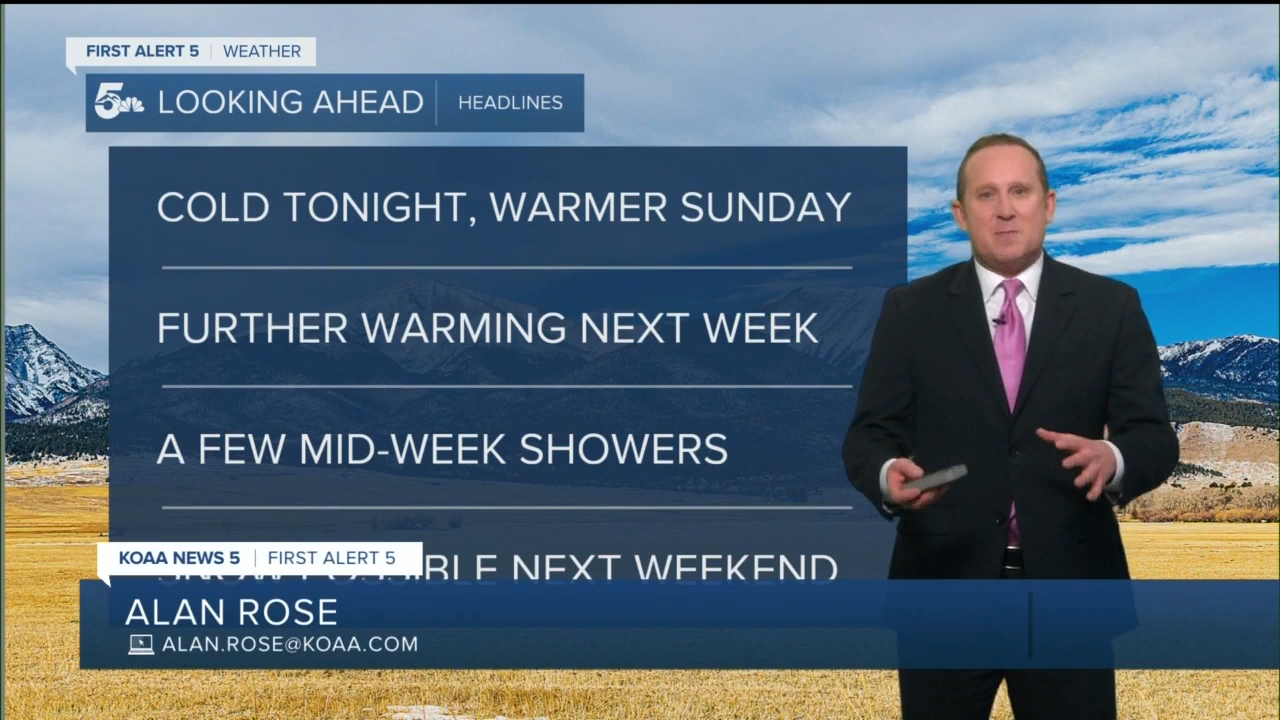 FIRST ALERT 5 | WEATHER
5 LOOKING AHEAD | HEADLINES
COLD TONIGHT, WARMER SUNDAY
FURTHER WARMING NEXT WEEK
A FEW MID-WEEK SHOWERS
NEXT WEEKEND
KOAA NEWS 5 | FIRST ALERT 5
ALAN ROSE
ALAN.ROSE@KOAA.COM